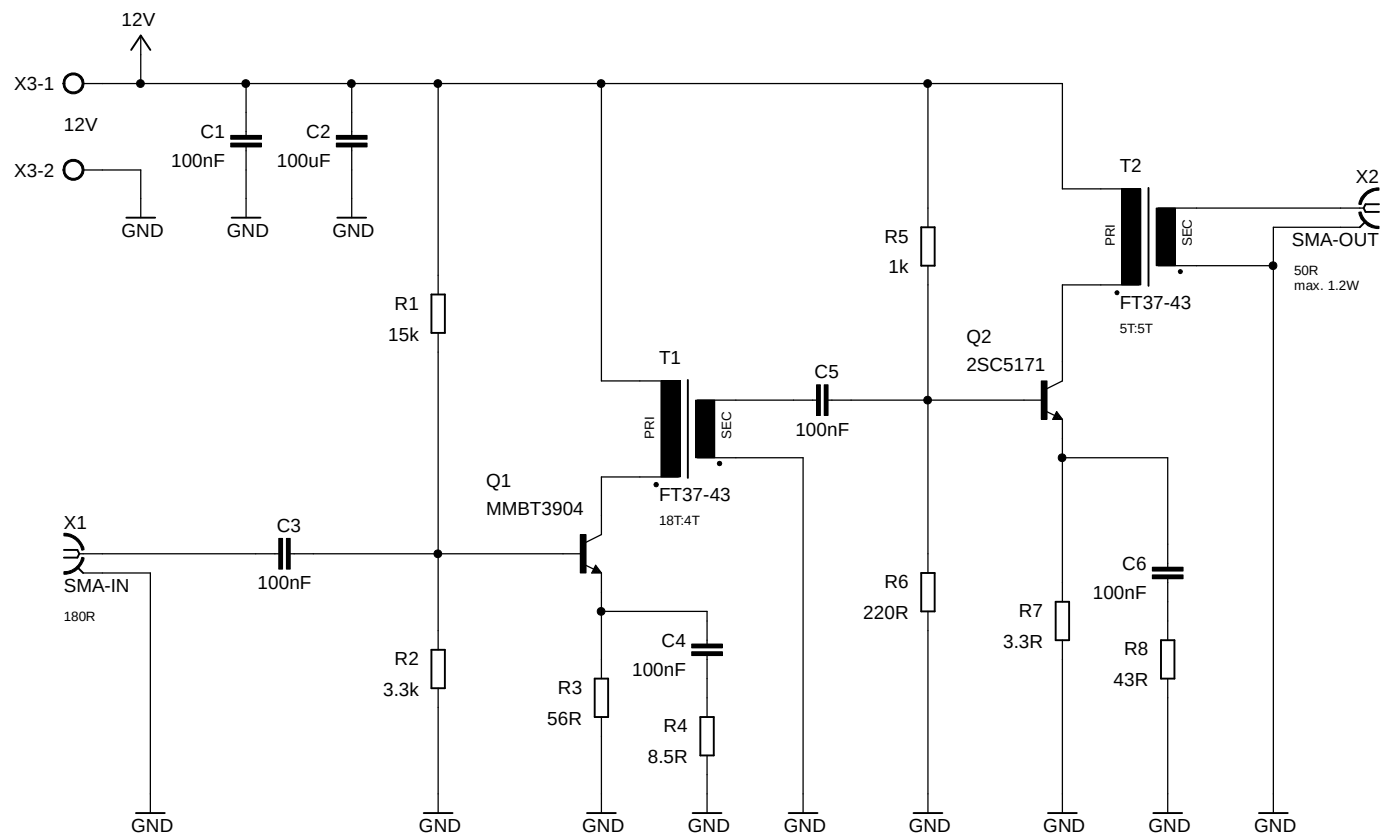 12V
X3-1
12V
X3-2
GND
C1
100nF
GND
C2
100uF
GND
R1
15k
R5
1k
T2
PRI
SEC
FT37-43
5T:5T
X2
SMA-OUT
50R
max. 1.2W
Q2
2SC5171
T1
PRI
SEC
FT37-43
18T:4T
C5
100nF
Q1
MMBT3904
X1
SMA-IN
180R
C3
100nF
R2
3.3k
R3
56R
C4
100nF
R4
8.5R
R6
220R
R7
3.3R
C6
100nF
R8
43R
GND
GND
GND
GND
GND
GND
GND
GND
GND